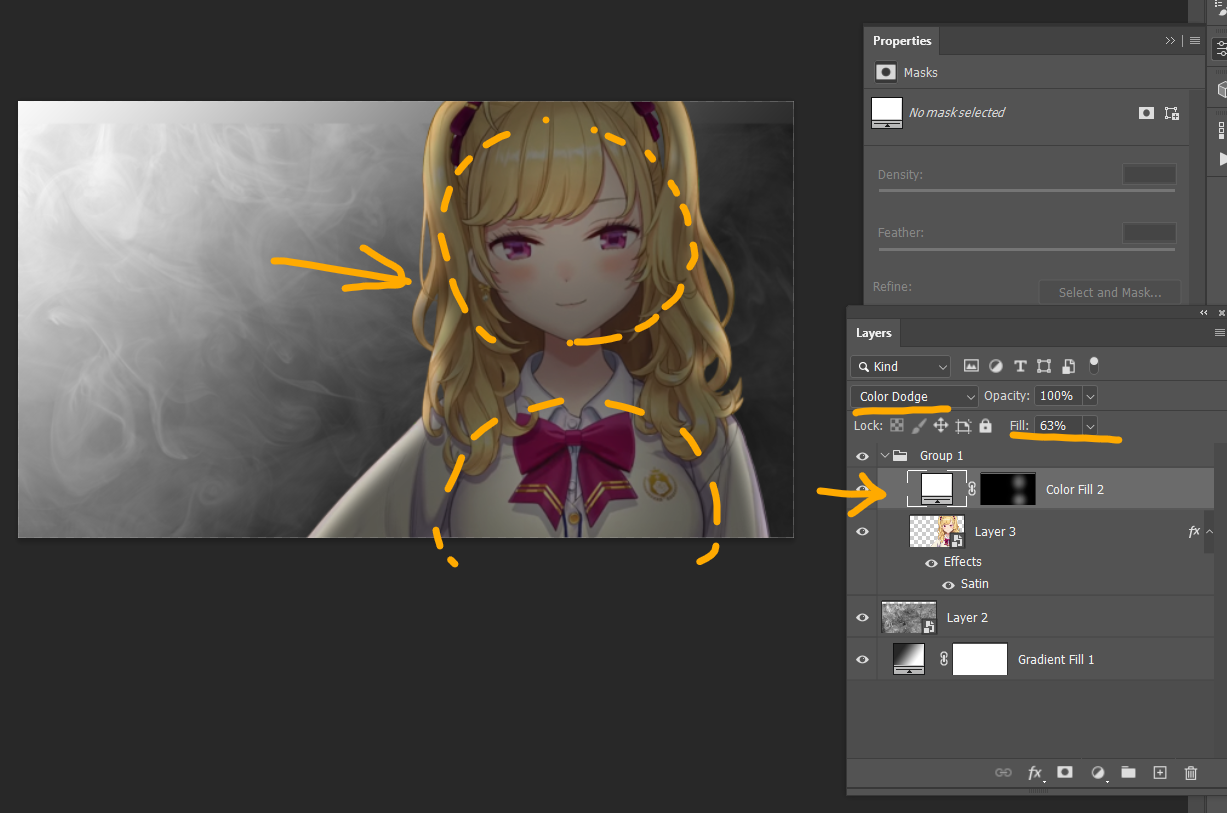 Properties
Masks
No mask selected
Density:
Feather:
Refine:
Select and Mask...
Layers
Kind
Color Dodge
Opacity: 100%
Lock:
Fill: 63%
Group 1
Color Fill 2
Layer 3
fx
Effects
Satin
Layer 2
Gradient Fill 1
fx